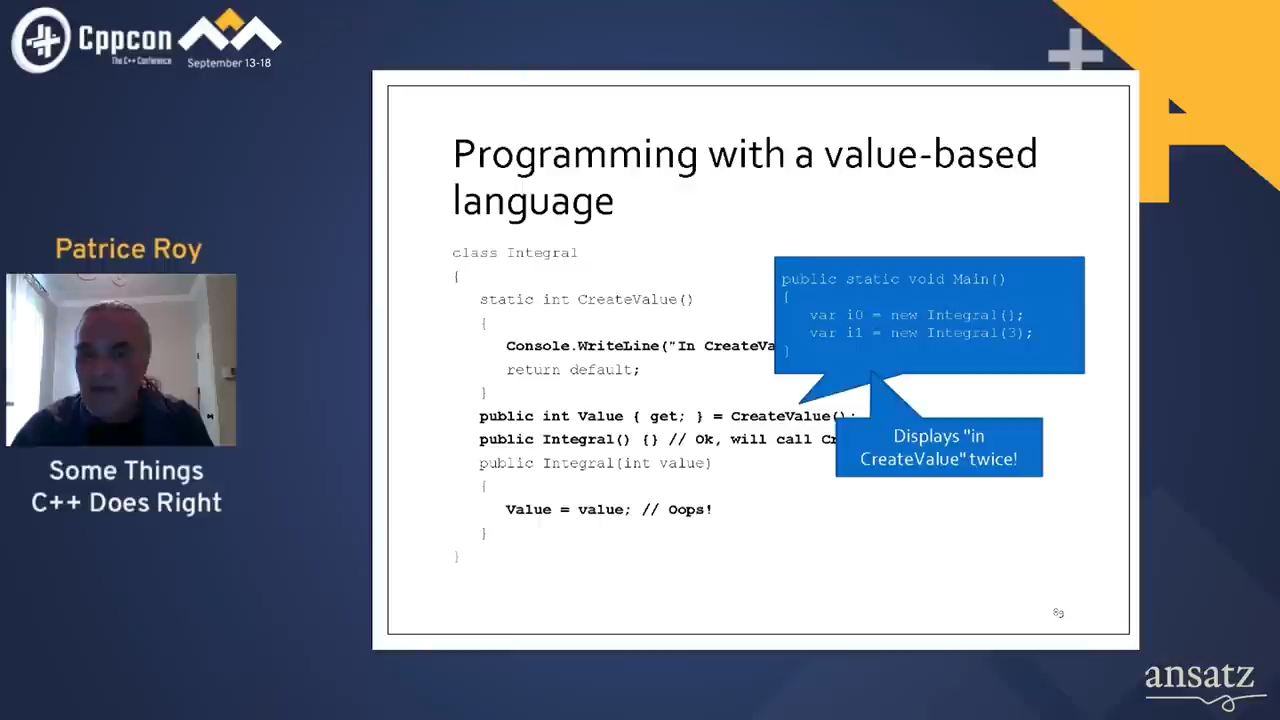 Cppcon
The C++ Conference
September 13-18
Patrice Roy
Some Things
C++ Does Right
Programming with a value-based
language
class Integral
{
static int CreateValue()
{
Console.WriteLine("In CreateVa
return default;
}
public int Value { get; } = CreateValue();
public Integral() {} // Ok, will call Cr
public Integral(int value)
{
Value = value; // Oops!
}
}
public static void Main()
{
var i0 = new Integral();
var i1 = new Integral(3);
}
Displays "in
CreateValue" twice!
89
ansatz